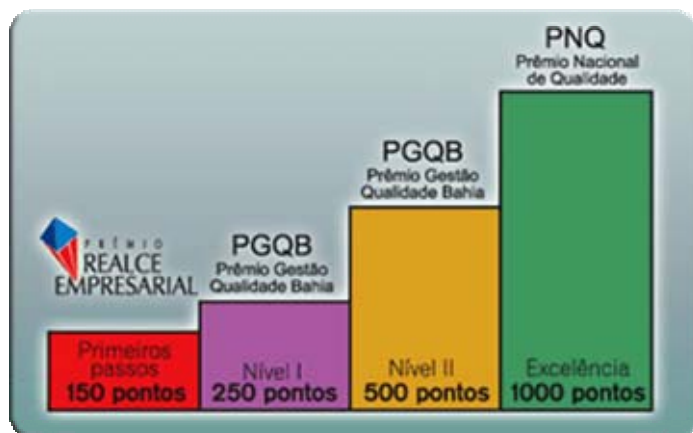 PRÊMIO
REALCE
EMPRESARIAL
Primeiros
passos
150 pontos
PGQB
Prêmio Gestão
Qualidade Bahia
Nível I
250 pontos
PGQB
Prêmio Gestão
Qualidade Bahia
Nível II
500 pontos
PNQ
Prêmio Nacional
de Qualidade
Excelência
1000 pontos